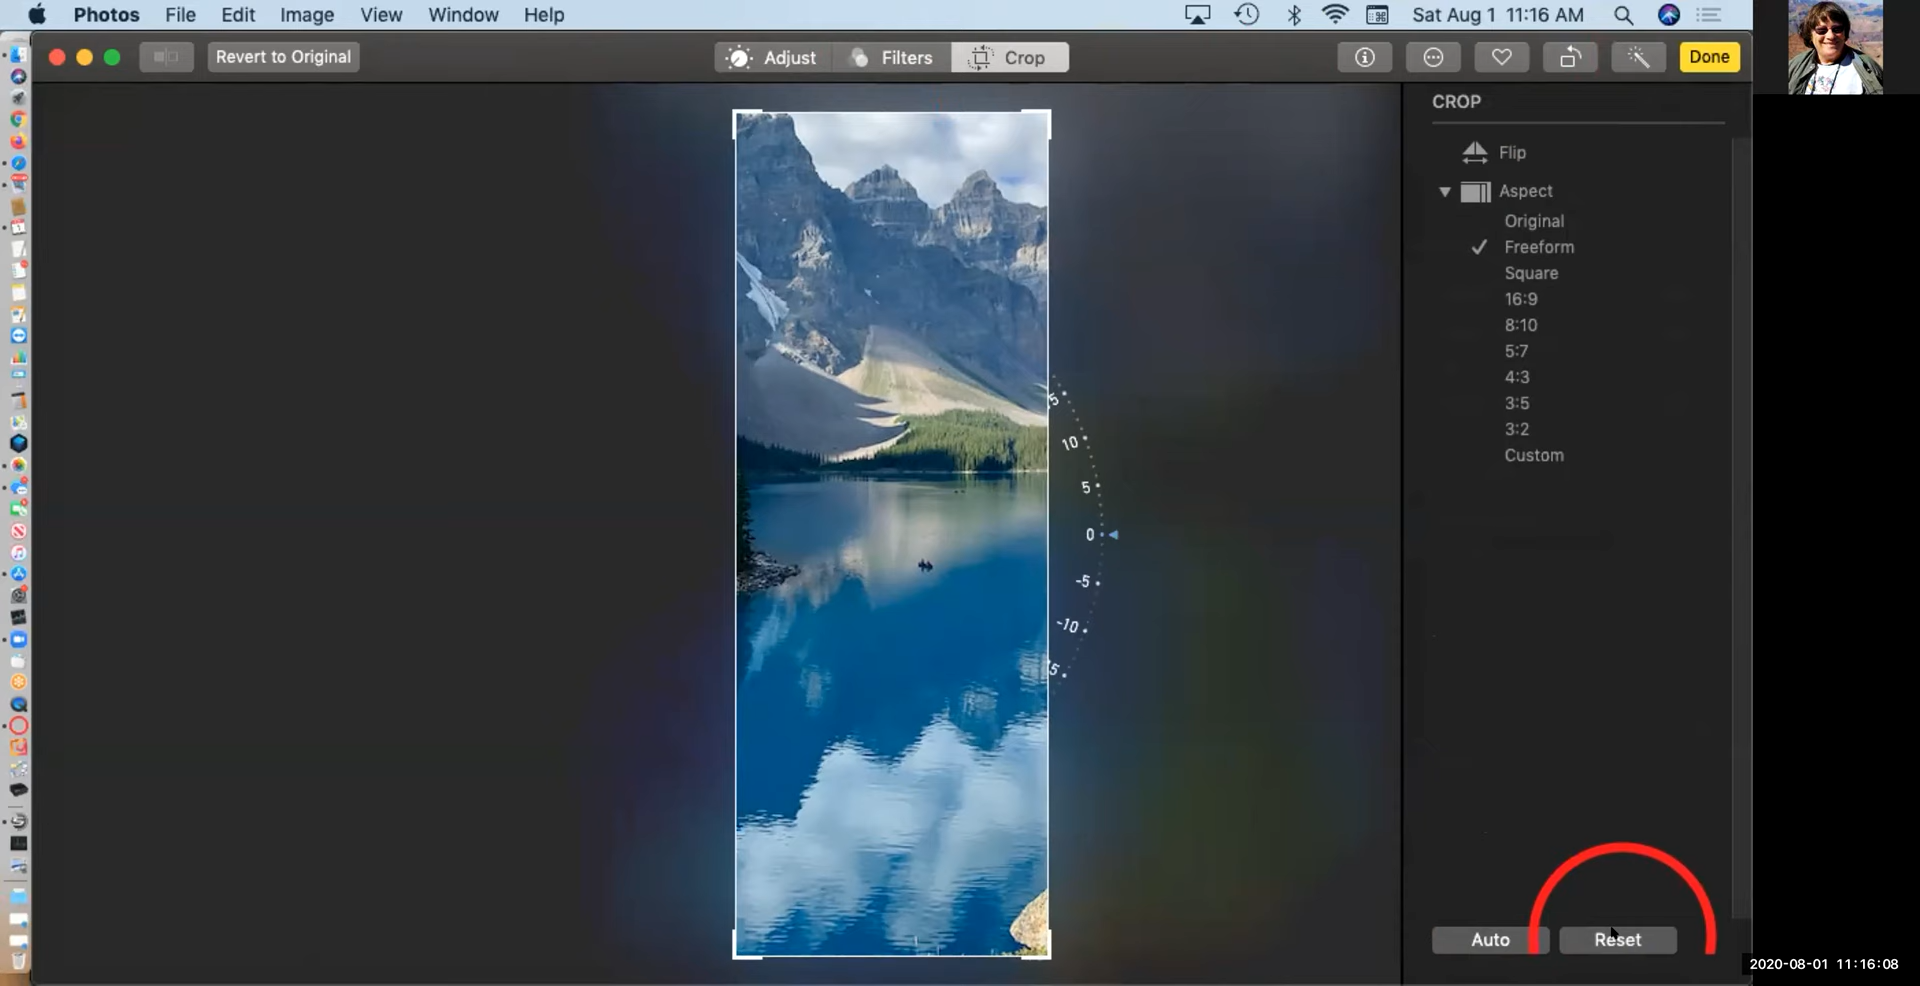 Photos File Edit Image View Window Help Sat Aug 1 11:16 AM
Revert to Original Adjust Filters Crop Done
CROP
Flip
Aspect
Original
Freeform
Square
16:9
8:10
5:7
4:3
3:5
3:2
Custom
5
10
5
0
-5
-10
5
Auto Reset
2020-08-01 11:16:08